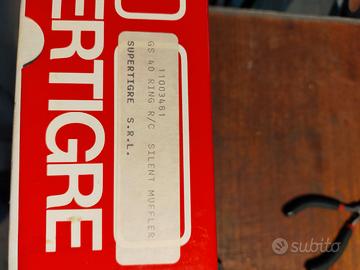 ERTIGRE
11003461
GS 40 RING R/C SILENT MUFFLER
SUPERTIGRE S.R.L.
subito